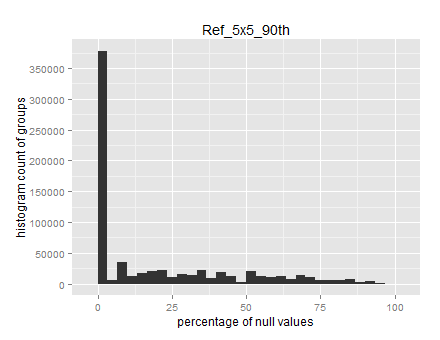 Ref_5x5_90th
histogram count of groups
350000
300000
250000
200000
150000
100000
50000
0
0 25 50 75 100
percentage of null values